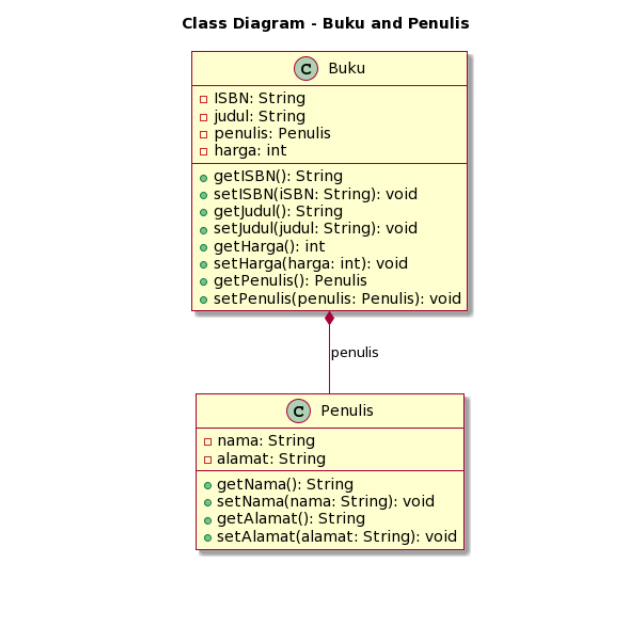 Class Diagram - Buku and Penulis
C Buku
ISBN: String
judul: String
penulis: Penulis
harga: int
getISBN(): String
setISBN(iSBN: String): void
getJudul(): String
setJudul(judul: String): void
getHarga(): int
setHarga(harga: int): void
getPenulis(): Penulis
setPenulis(penulis: Penulis): void
penulis
C Penulis
nama: String
alamat: String
getNama(): String
setNama(nama: String): void
getAlamat(): String
setAlamat(alamat: String): void